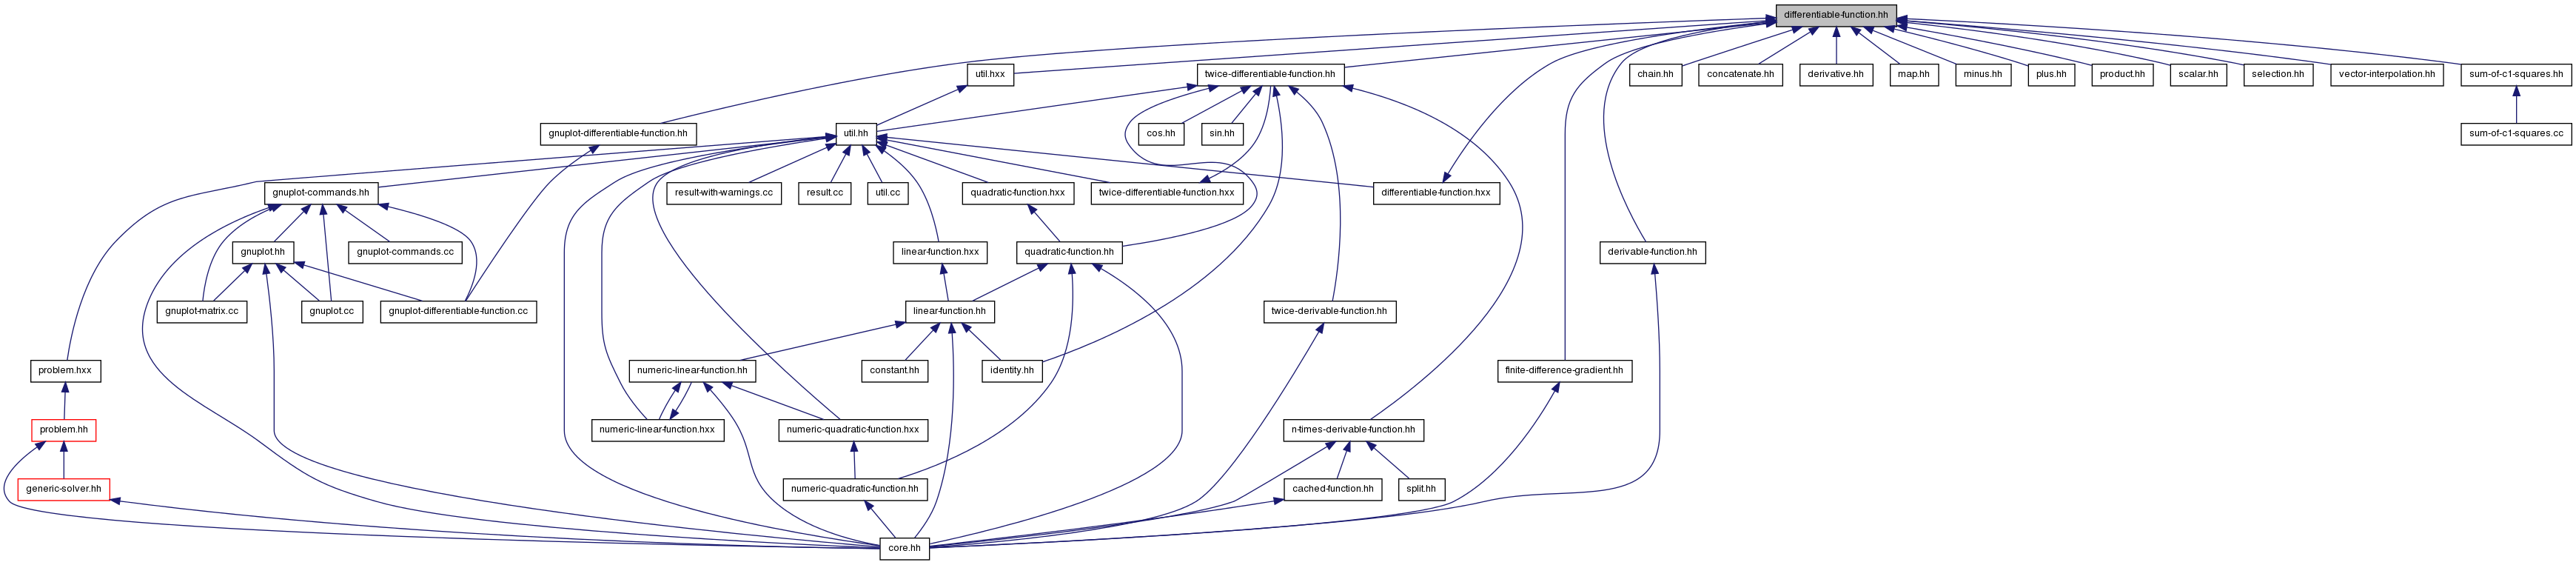 differentiable-function.hh
util.hxx
twice-differentiable-function.hh
chain.hh
concatenate.hh
derivative.hh
map.hh
minus.hh
plus.hh
product.hh
scalar.hh
selection.hh
vector-interpolation.hh
sum-of-c1-squares.hh
gnuplot-differentiable-function.hh
util.hh
cos.hh
sin.hh
sum-of-c1-squares.cc
gnuplot-commands.hh
result-with-warnings.cc
result.cc
util.cc
quadratic-function.hxx
twice-differentiable-function.hxx
differentiable-function.hxx
gnuplot.hh
gnuplot-commands.cc
linear-function.hxx
quadratic-function.hh
derivable-function.hh
gnuplot-matrix.cc
gnuplot.cc
gnuplot-differentiable-function.cc
linear-function.hh
twice-derivable-function.hh
problem.hxx
numeric-linear-function.hh
constant.hh
identity.hh
finite-difference-gradient.hh
problem.hh
numeric-linear-function.hxx
numeric-quadratic-function.hxx
n-times-derivable-function.hh
generic-solver.hh
numeric-quadratic-function.hh
cached-function.hh
split.hh
core.hh